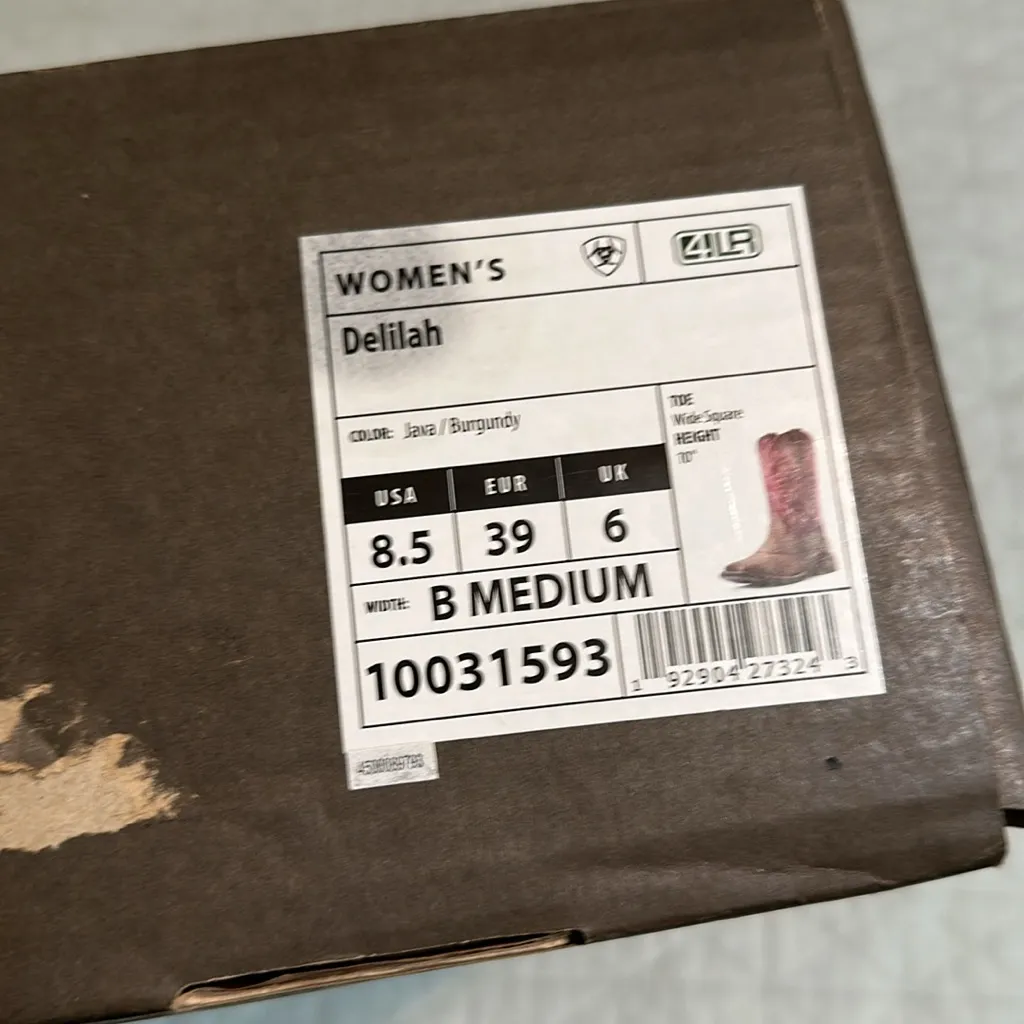 WOMEN'S
4LR
Delilah
COLOR: Java / Burgundy
TOE
Wide Square
HEIGHT
10"
USA EUR UK
8.5 39 6
WIDTH: B MEDIUM
10031593
1 92904 27324 3